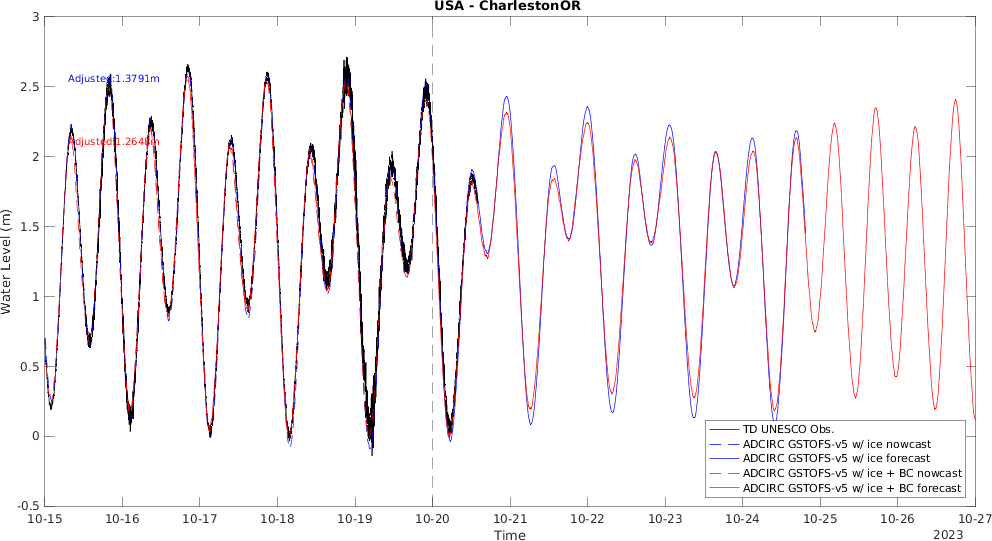 USA - CharlestonOR
3
2.5
2
1.5
1
0.5
0
-0.5
Water Level (m)
Adjusted:1.3791m
Adjusted:1.2648m
TD UNESCO Obs.
ADCIRC GSTOFS-v5 w/ ice nowcast
ADCIRC GSTOFS-v5 w/ ice forecast
ADCIRC GSTOFS-v5 w/ ice + BC nowcast
ADCIRC GSTOFS-v5 w/ ice + BC forecast
10-15 10-16 10-17 10-18 10-19 10-20 10-21 10-22 10-23 10-24 10-25 10-26 10-27
Time
2023